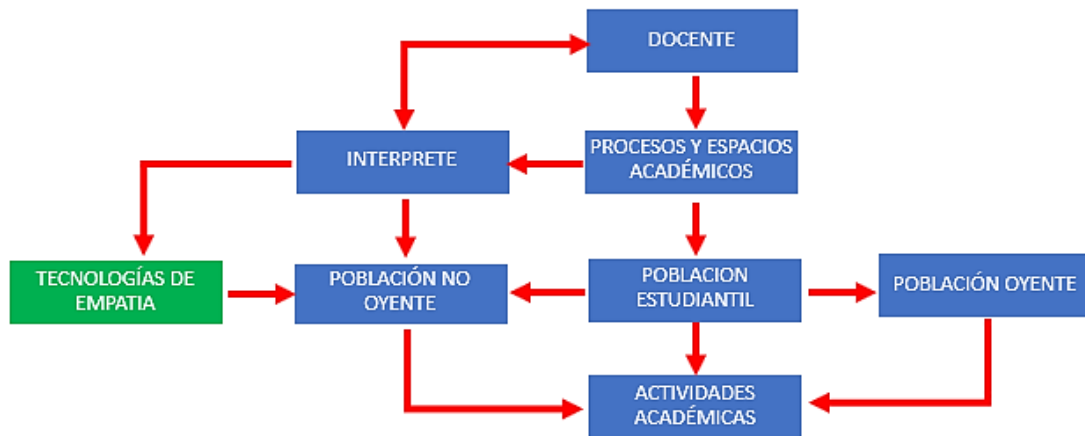 DOCENTE
INTERPRETE
PROCESOS Y ESPACIOS
ACADÉMICOS
TECNOLOGÍAS DE
EMPATIA
POBLACIÓN NO
OYENTE
POBLACION
ESTUDIANTIL
POBLACIÓN OYENTE
ACTIVIDADES
ACADÉMICAS